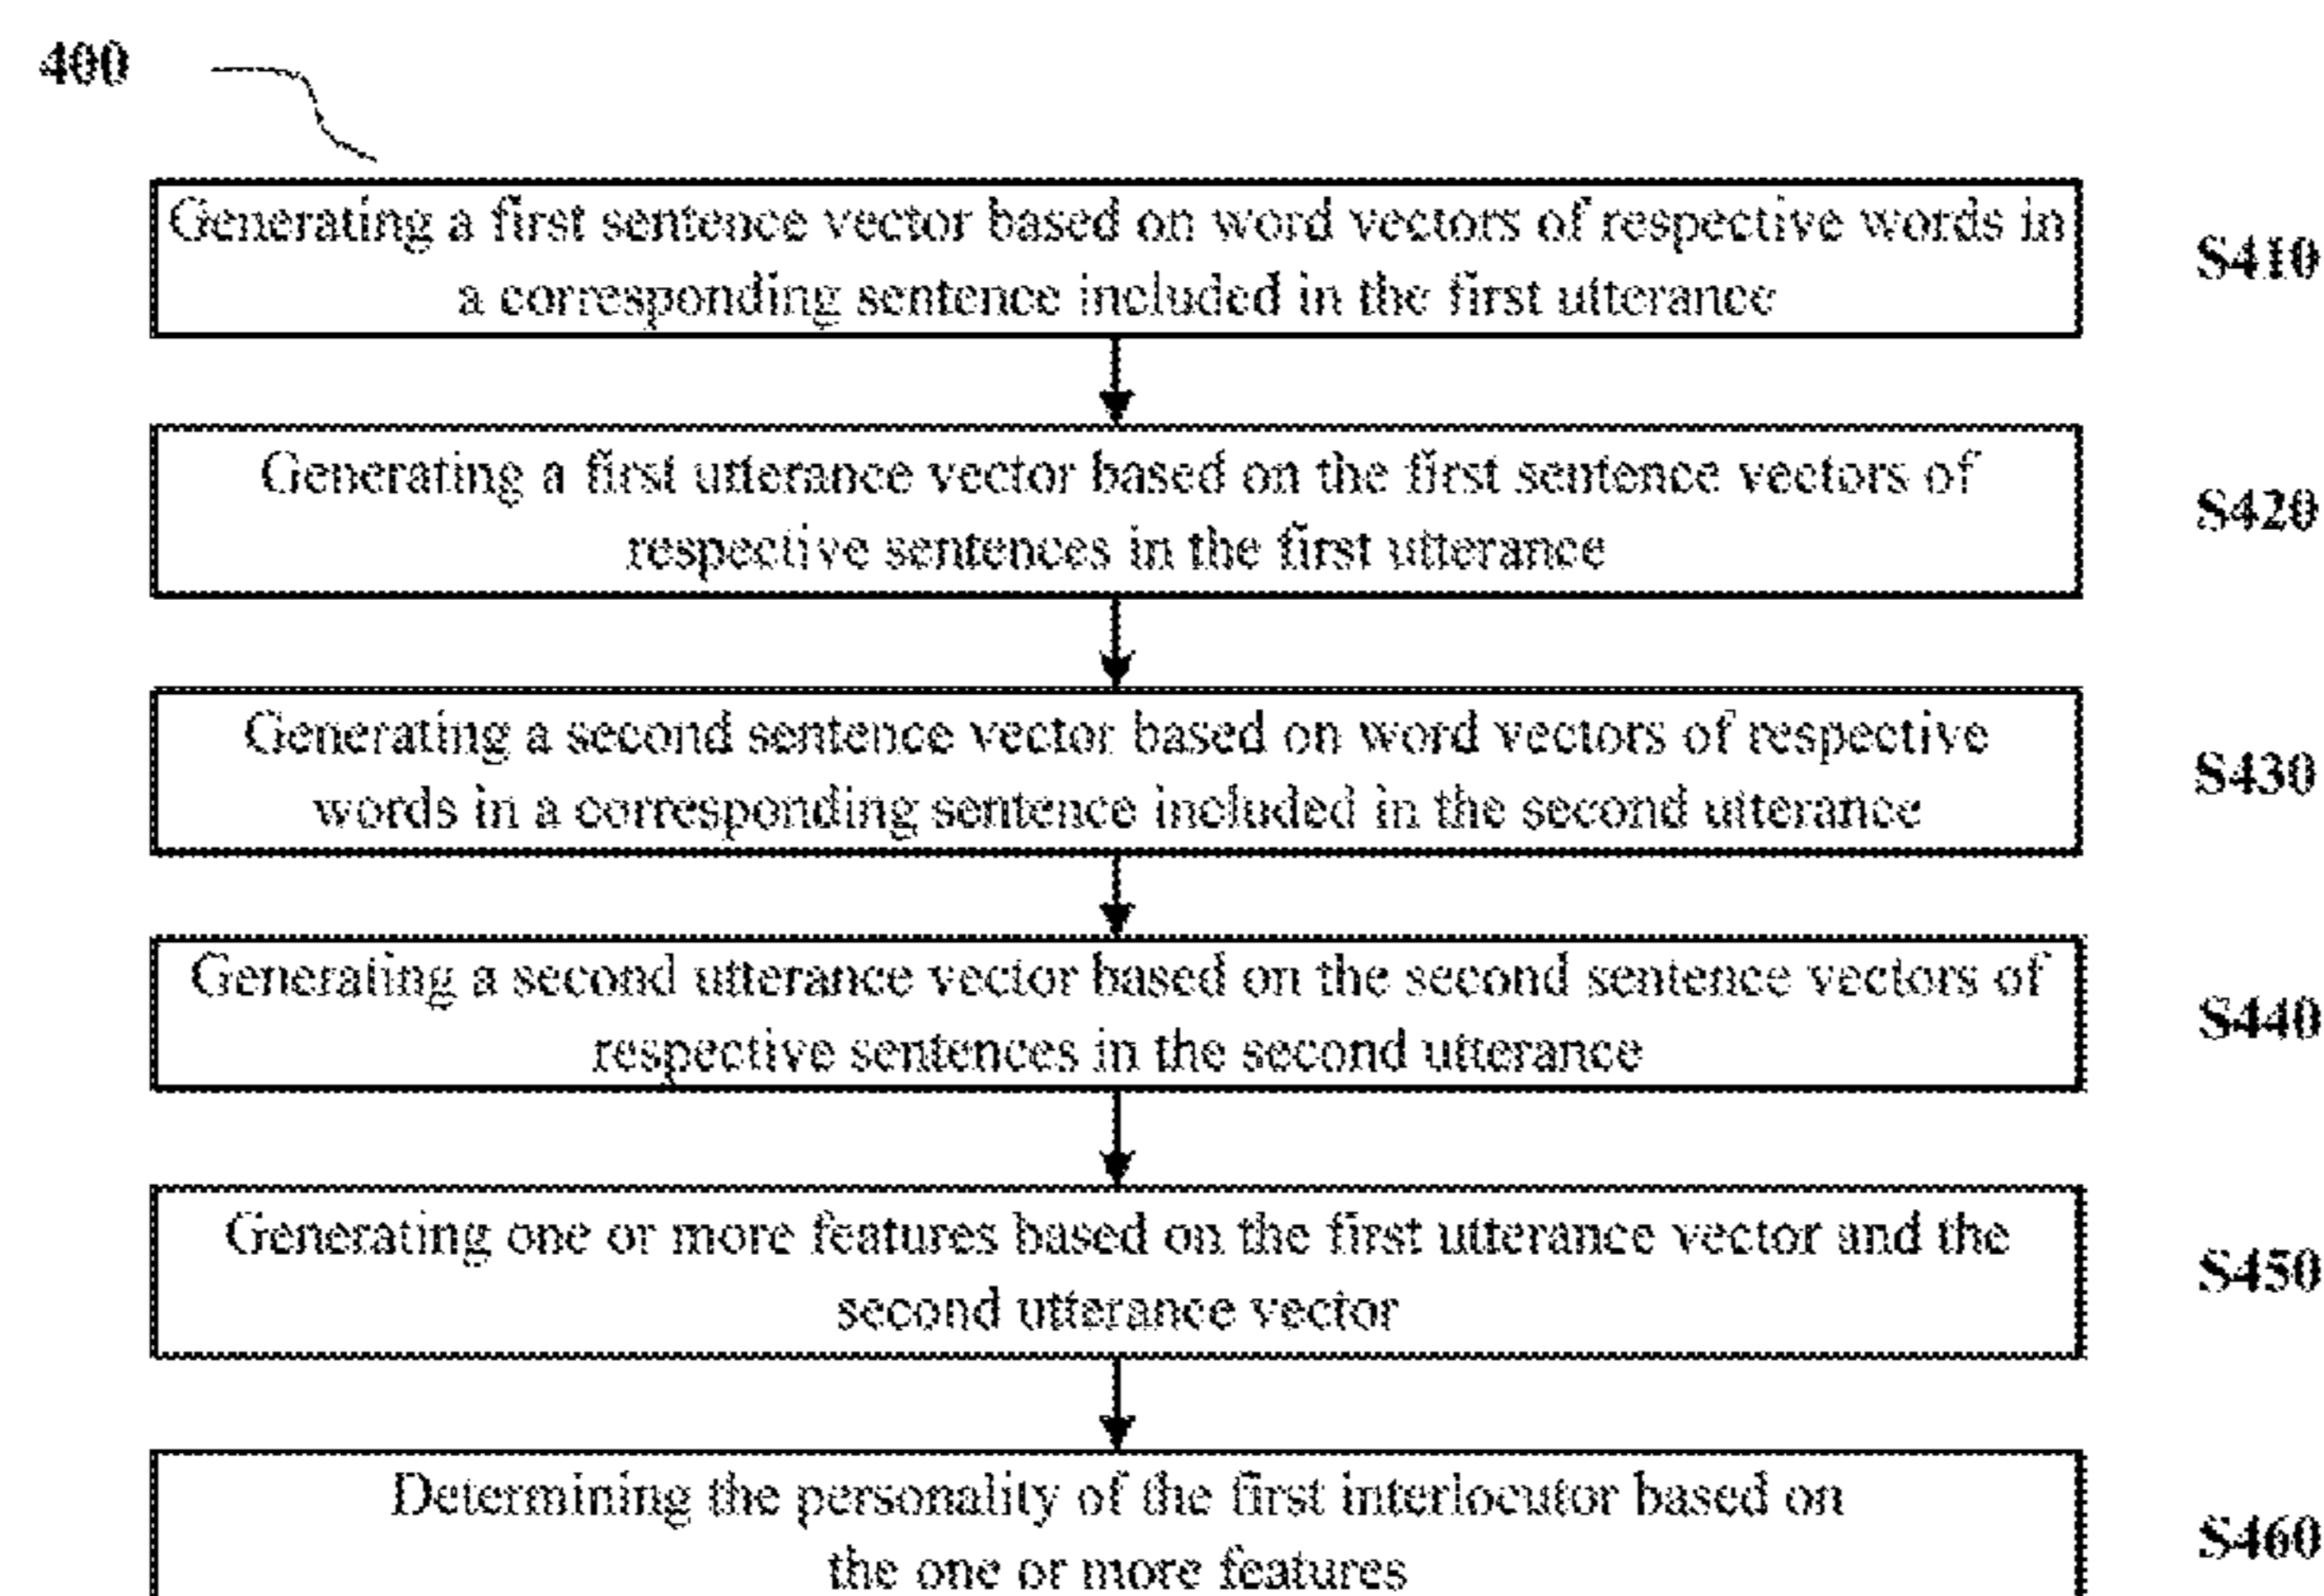 400
Generating a first sentence vector based on word vectors of respective words in
a corresponding sentence included in the first utterance
S410
Generating a first utterance vector based on the first sentence vectors of
respective sentences in the first utterance
S420
Generating a second sentence vector based on word vectors of respective
words in a corresponding sentence included in the second utterance
S430
Generating a second utterance vector based on the second sentence vectors of
respective sentences in the second utterance
S440
Generating one or more features based on the first utterance vector and the
second utterance vector
S450
Determining the personality of the first interlocutor based on
the one or more features
S460